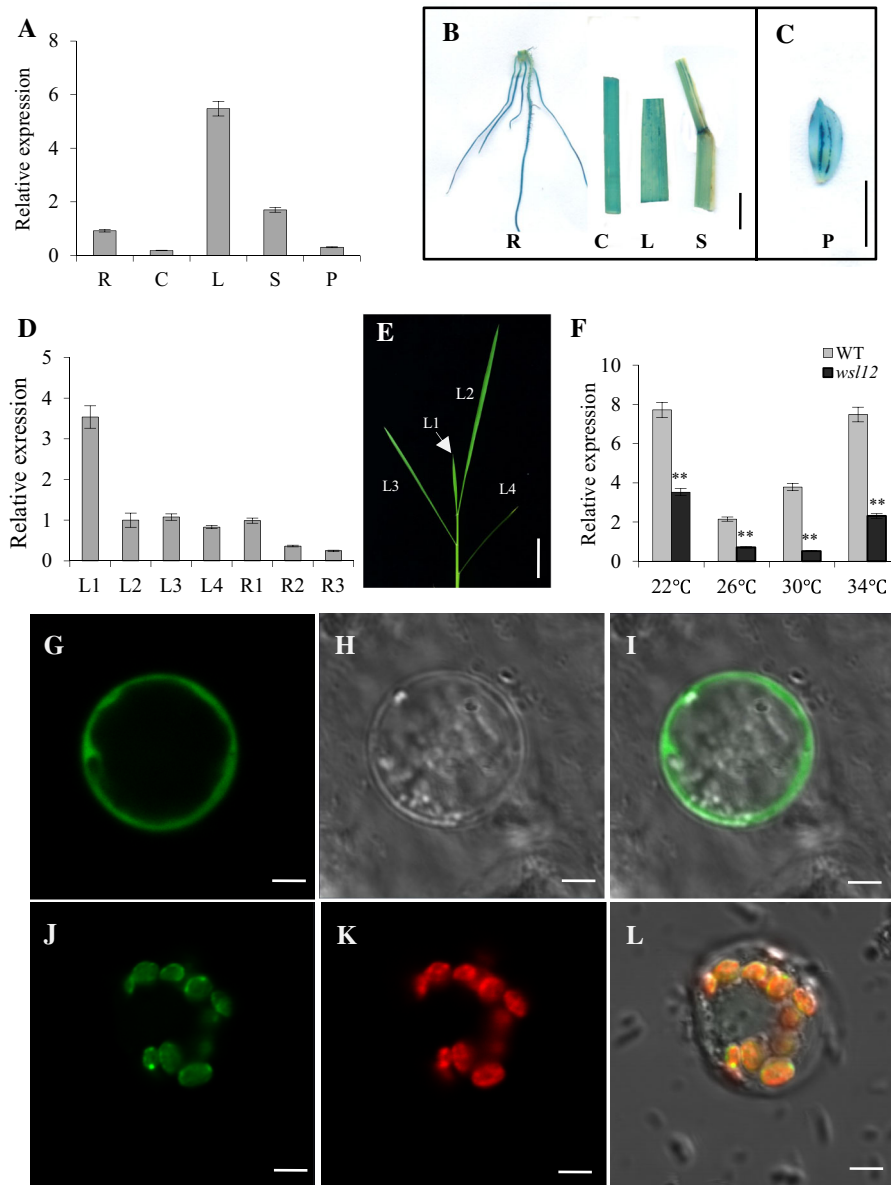 A
Relative expression
8
6
4
2
0
R C L S P
B
R C L S
C
P
D
Relative exression
5
4
3
2
1
0
L1 L2 L3 L4 R1 R2 R3
E
L2
L1
L3
L4
F
WT
wsl12
Relative expression
10
8
6
4
2
0
** ** ** **
22°C 26°C 30°C 34°C
G
H
I
J
K
L